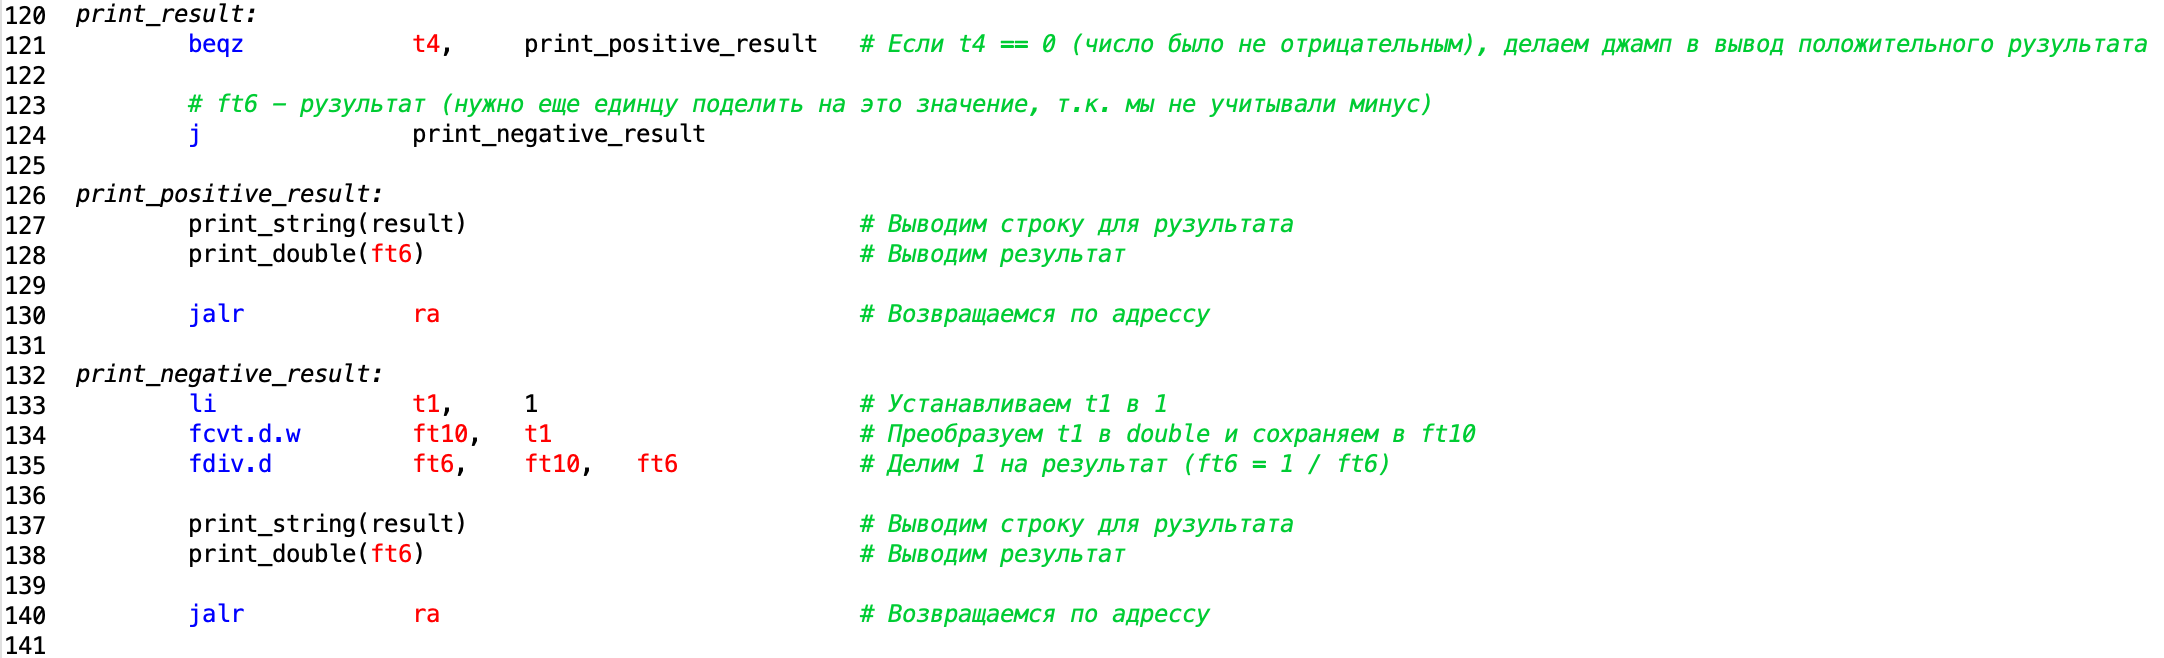 120 print_result:
121 beqz t4, print_positive_result # Если t4 == 0 (число было не отрицательным), делаем джамп в вывод положительного рузультата
122
123 # ft6 – рузультат (нужно еще единцу поделить на это значение, т.к. мы не учитывали минус)
124 j print_negative_result
125
126 print_positive_result:
127 print_string(result) # Выводим строку для рузультата
128 print_double(ft6) # Выводим результат
129
130 jalr ra # Возвращаемся по адрессу
131
132 print_negative_result:
133 li t1, 1 # Устанавливаем t1 в 1
134 fcvt.d.w ft10, t1 # Преобразуем t1 в double и сохраняем в ft10
135 fdiv.d ft6, ft10, ft6 # Делим 1 на результат (ft6 = 1 / ft6)
136
137 print_string(result) # Выводим строку для рузультата
138 print_double(ft6) # Выводим результат
139
140 jalr ra # Возвращаемся по адрессу
141